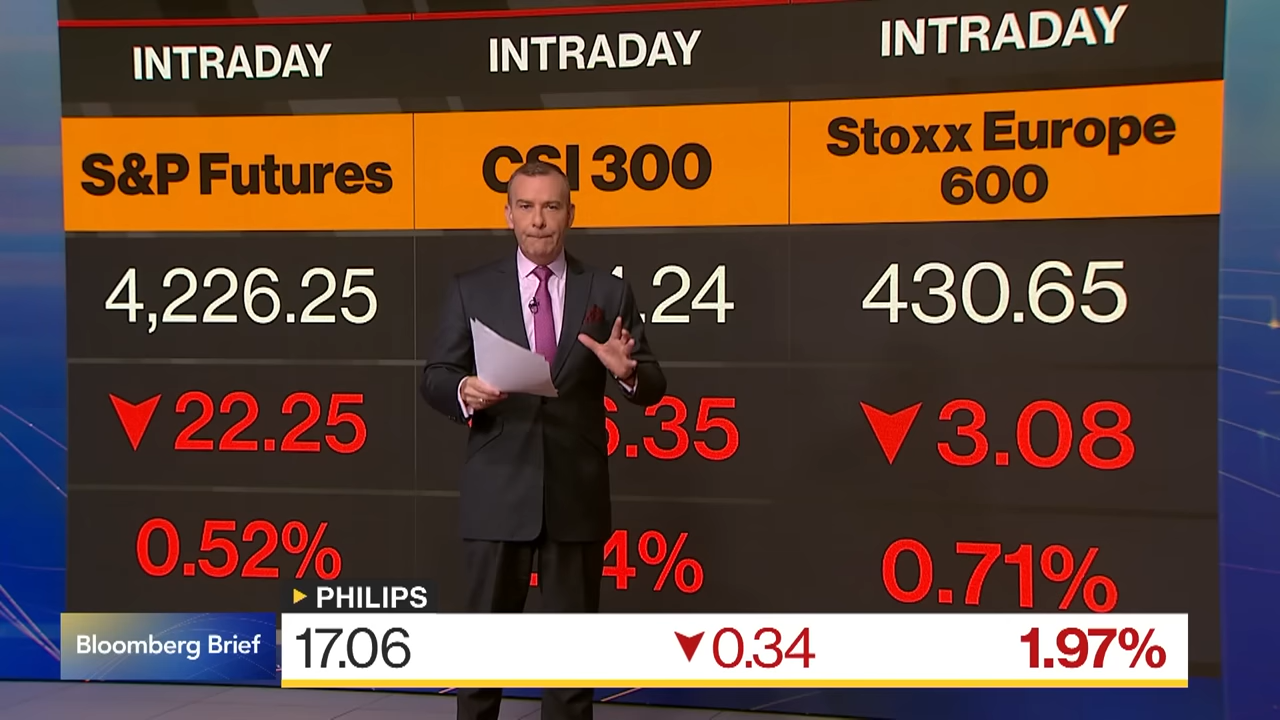 INTRADAY
INTRADAY
INTRADAY
S&P Futures
CSI 300
Stoxx Europe
600
4,226.25
.24
430.65
▼22.25
.35
▼3.08
0.52%
4%
0.71%
PHILIPS
Bloomberg Brief
17.06
▼0.34
1.97%